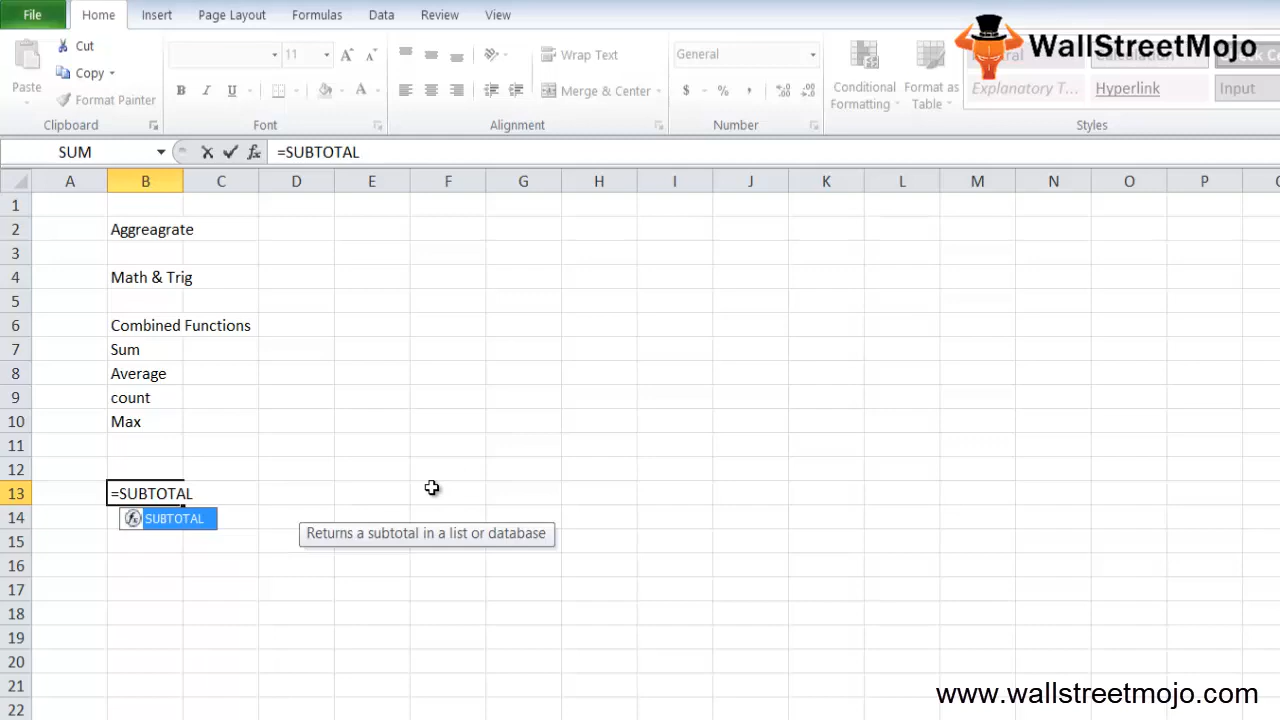 File Home Insert Page Layout Formulas Data Review View
WallStreetMojo
Cut
Copy
Format Painter
Paste
Clipboard
11
B I U A
Font
Wrap Text
Merge & Center
Alignment
General
$ % ,
Number
Conditional Formatting
Format as Table
Explanatory T...
Hyperlink
Input
Styles
SUM
fx
=SUBTOTAL
A B C D E F G H I J K L M N O P
1
2 Aggreagrate
3
4 Math & Trig
5
6 Combined Functions
7 Sum
8 Average
9 count
10 Max
11
12
13 =SUBTOTAL
14 SUBTOTAL
Returns a subtotal in a list or database
15
16
17
18
19
20
21
22
www.wallstreetmojo.com